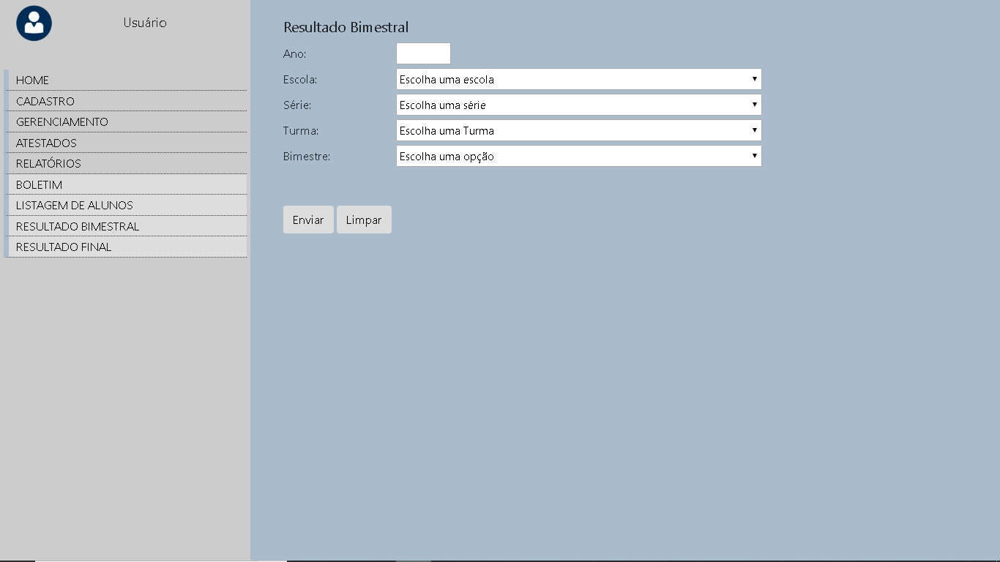 Usuário
HOME
CADASTRO
GERENCIAMENTO
ATESTADOS
RELATÓRIOS
BOLETIM
LISTAGEM DE ALUNOS
RESULTADO BIMESTRAL
RESULTADO FINAL
Resultado Bimestral
Ano:
Escola: Escolha uma escola
Série: Escolha uma série
Turma: Escolha uma Turma
Bimestre: Escolha uma opção
Enviar Limpar